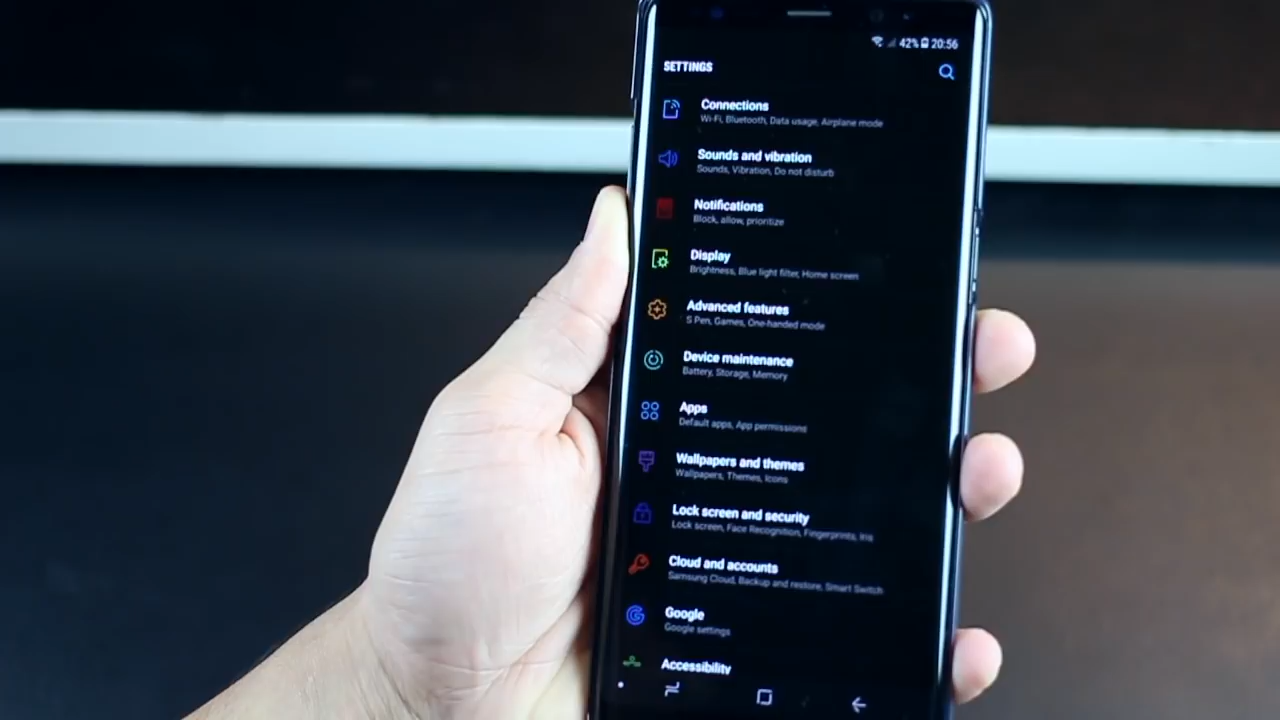 42% 20:56
SETTINGS
Connections
Wi-Fi, Bluetooth, Data usage, Airplane mode
Sounds and vibration
Sounds, Vibration, Do not disturb
Notifications
Block, allow, prioritize
Display
Brightness, Blue light filter, Home screen
Advanced features
S Pen, Games, One-handed mode
Device maintenance
Battery, Storage, Memory
Apps
Default apps, App permissions
Wallpapers and themes
Wallpapers, Themes, Icons
Lock screen and security
Lock screen, Face Recognition, Fingerprints, Iris
Cloud and accounts
Samsung Cloud, Backup and restore, Smart Switch
Google
Google settings
Accessibility